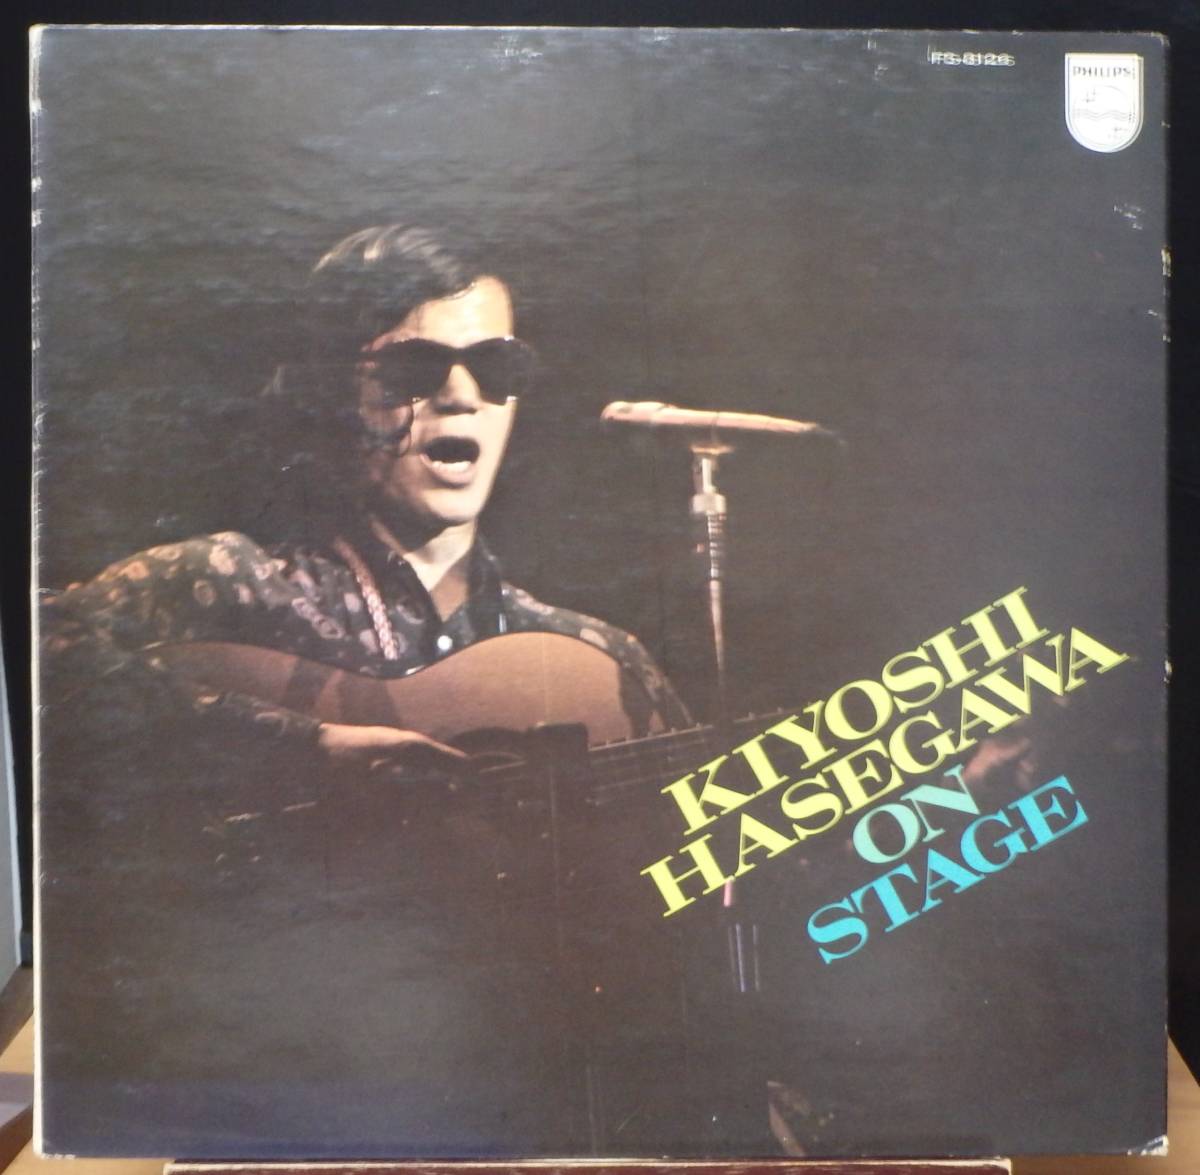 FS-8126
PHILIPS
KIYOSHI
HASEGAWA
ON
STAGE